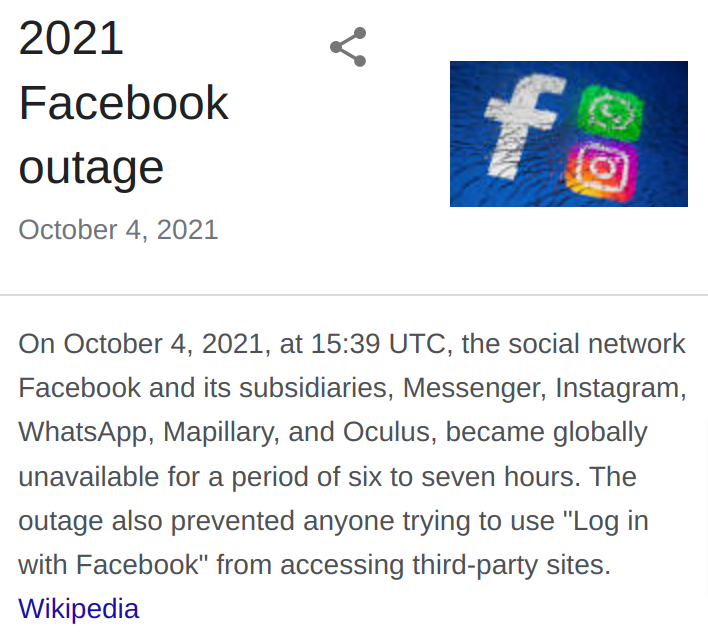 2021
Facebook
outage
October 4, 2021
On October 4, 2021, at 15:39 UTC, the social network
Facebook and its subsidiaries, Messenger, Instagram,
WhatsApp, Mapillary, and Oculus, became globally
unavailable for a period of six to seven hours. The
outage also prevented anyone trying to use "Log in
with Facebook" from accessing third-party sites.
Wikipedia